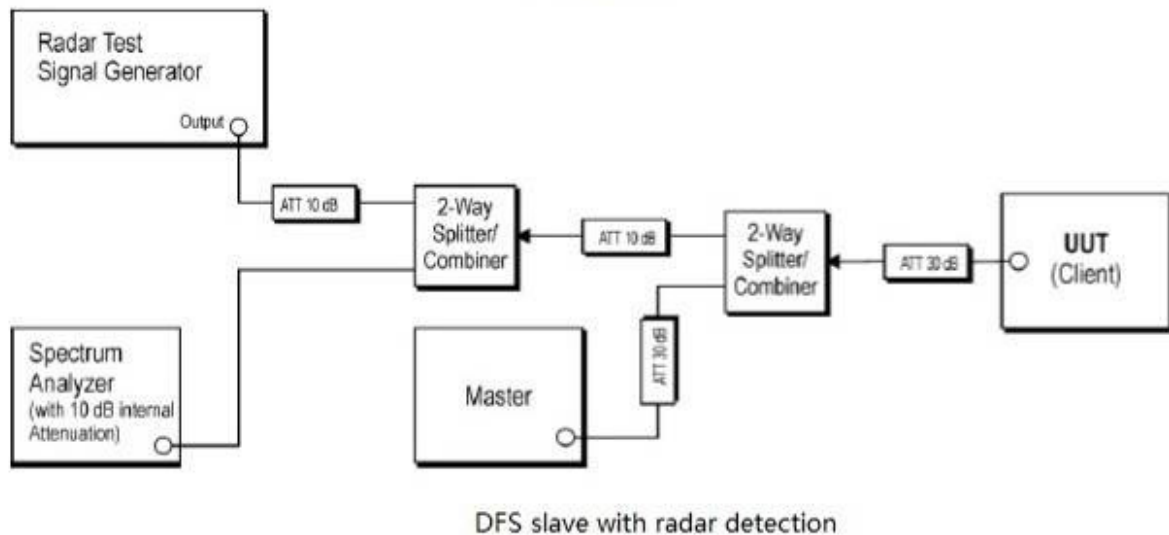 Radar Test
Signal Generator
Output
ATT 10 dB
2-Way
Splitter/
Combiner
ATT 10 dB
2-Way
Splitter/
Combiner
ATT 30 dB
UUT
(Client)
Spectrum
Analyzer
(with 10 dB internal
Attenuation)
Master
ATT 30 dB
DFS slave with radar detection